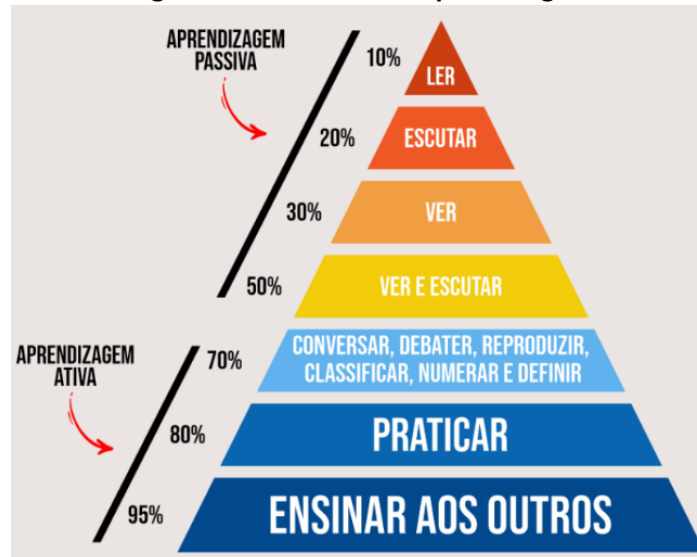 APRENDIZAGEM
PASSIVA
10%
LER
20%
ESCUTAR
30%
VER
50%
VER E ESCUTAR
APRENDIZAGEM
ATIVA
70%
CONVERSAR, DEBATER, REPRODUZIR,
CLASSIFICAR, NUMERAR E DEFINIR
80%
PRATICAR
95%
ENSINAR AOS OUTROS